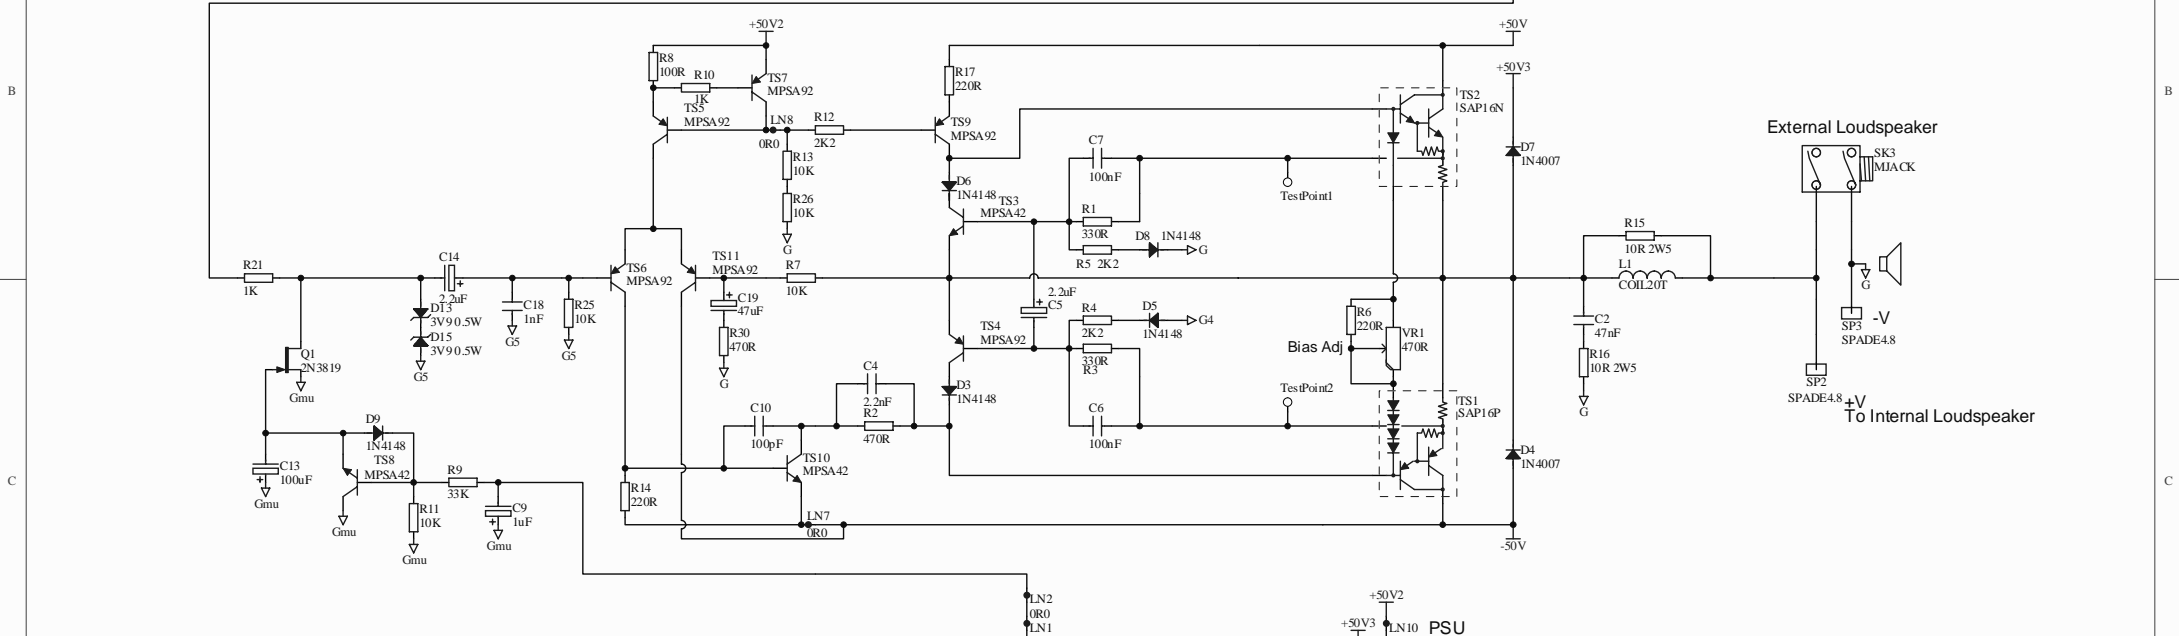 +50V2
+50V
R8
100R
R10
1K
TS7
MPSA92
R17
220R
+50V3
B
TS5
MPSA92
LN8
0R0
R12
2K2
TS9
MPSA92
TS2
SAP16N
B
External Loudspeaker
R13
10K
C7
100nF
D7
1N4007
SK3
MJACK
D6
1N4148
TestPoint1
R26
10K
TS3
MPSA42
R1
330R
G
D8
1N4148
G
R5 2K2
R15
10R 2W5
R21
1K
C14
2.2uF
TS6
MPSA92
TS11
MPSA92
R7
10K
L1
COIL20T
G
D13
3V9 0.5W
D15
3V9 0.5W
G5
C18
1nF
G5
R25
10K
G5
C19
47uF
R30
470R
G
2.2uF
C5
R4
2K2
D5
1N4148
G4
R6
220R
VR1
470R
Bias Adj
C2
47nF
R16
10R 2W5
G
SP3
SPADE4.8
-V
TS4
MPSA92
330R
R3
Q1
2N3819
Gmu
C4
2.2nF
R2
470R
D3
1N4148
TestPoint2
SP2
SPADE4.8
+V
To Internal Loudspeaker
C10
100pF
C6
100nF
TS1
SAP16P
D9
1N4148
TS8
MPSA42
C13
100uF
Gmu
R9
33K
TS10
MPSA42
D4
1N4007
C
C
Gmu
R11
10K
Gmu
C9
1uF
Gmu
R14
220R
LN7
0R0
-50V
LN2
0R0
LN1
+50V2
+50V3
LN10
PSU